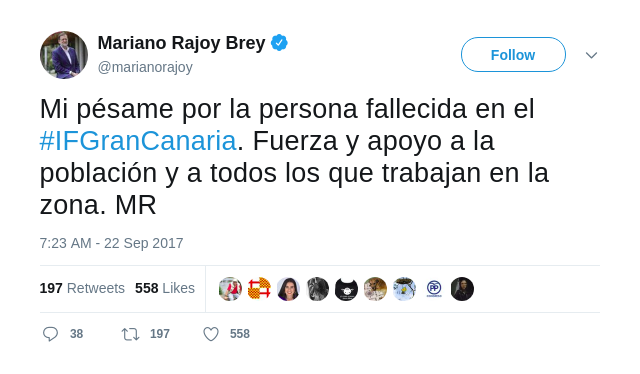 Mariano Rajoy Brey
@marianorajoy
Follow
Mi pésame por la persona fallecida en el
#IFGranCanaria. Fuerza y apoyo a la
población y a todos los que trabajan en la
zona. MR
7:23 AM - 22 Sep 2017
197 Retweets 558 Likes
PP
38 197 558